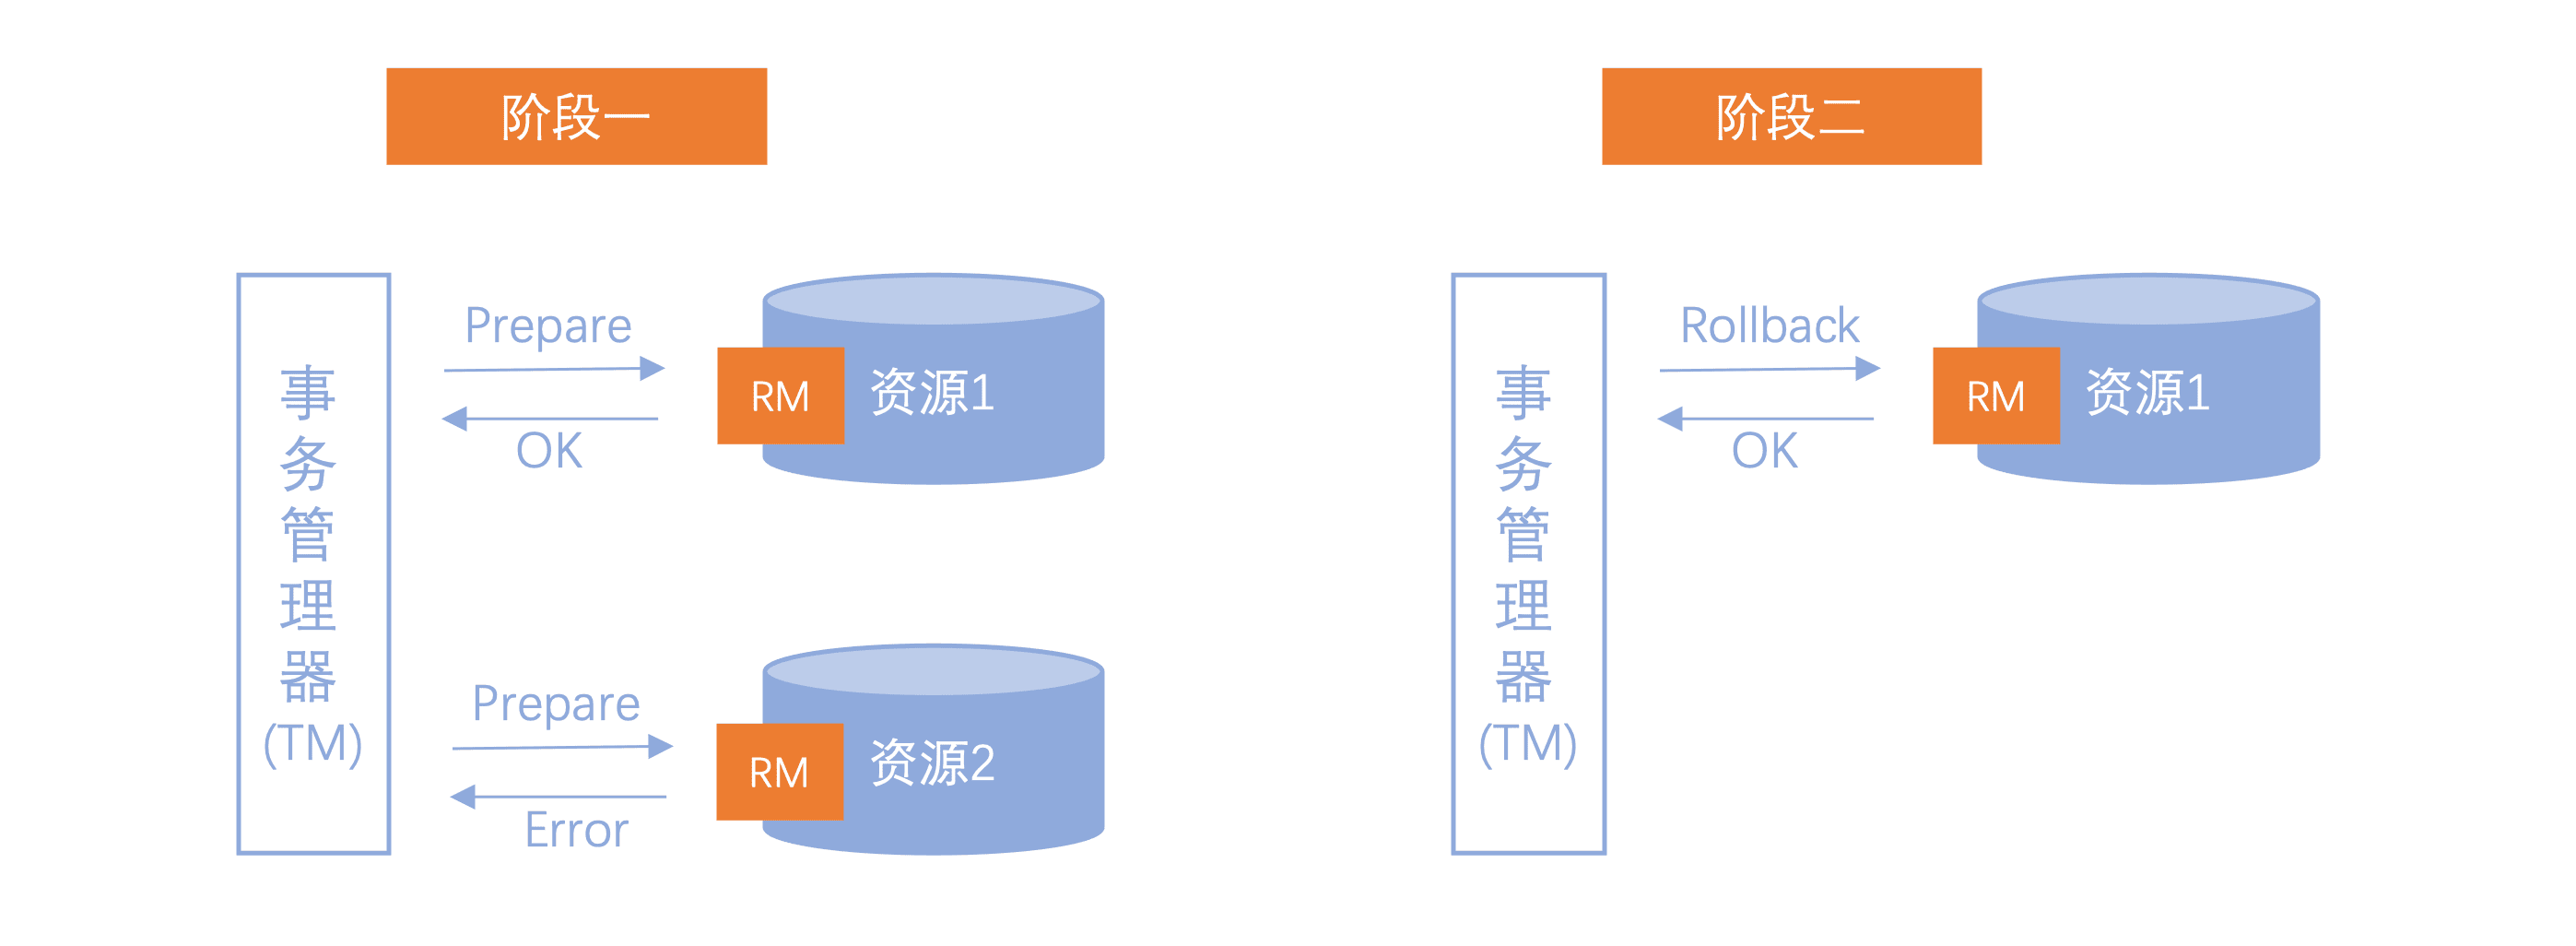 阶段一
事务管理器
(TM)
Prepare
OK
RM
资源1
Prepare
Error
RM
资源2
阶段二
事务管理器
(TM)
Rollback
OK
RM
资源1